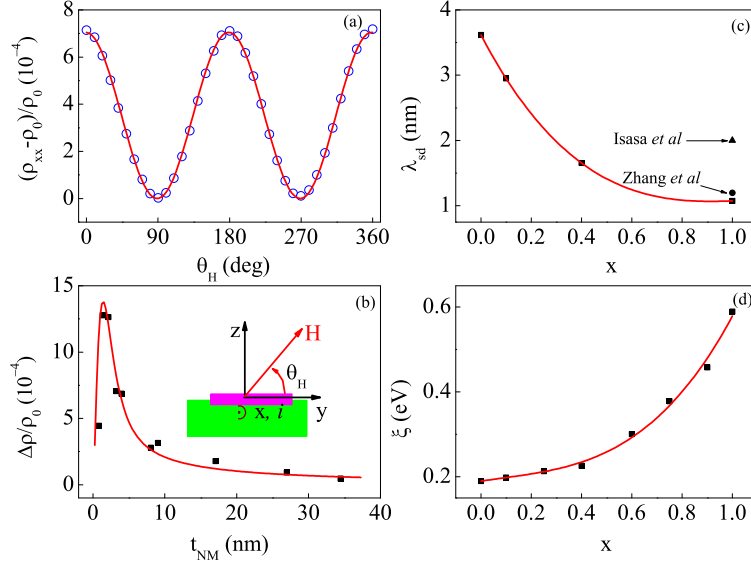 (a)
8
6
4
2
0
(ρxx-ρ0)/ρ0 (10-4)
0 90 180 270 360
θH (deg)
(b)
15
10
5
0
Δρ/ρ0 (10-4)
z
H
θH
x, i
y
0 10 20 30 40
tNM (nm)
(c)
4
3
2
1
λsd (nm)
Isasa et al
Zhang et al
0.0 0.2 0.4 0.6 0.8 1.0
x
(d)
0.6
0.4
0.2
ξ (eV)
0.0 0.2 0.4 0.6 0.8 1.0
x